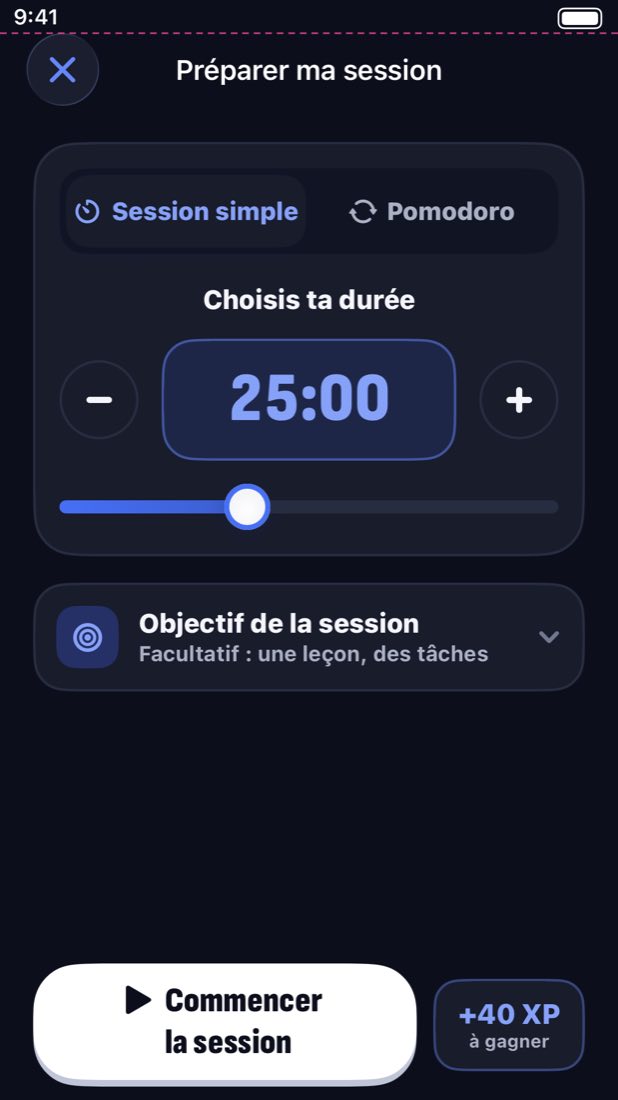 9:41
Préparer ma session
Session simple
Pomodoro
Choisis ta durée
25:00
Objectif de la session
Facultatif : une leçon, des tâches
Commencer
la session
+40 XP
à gagner